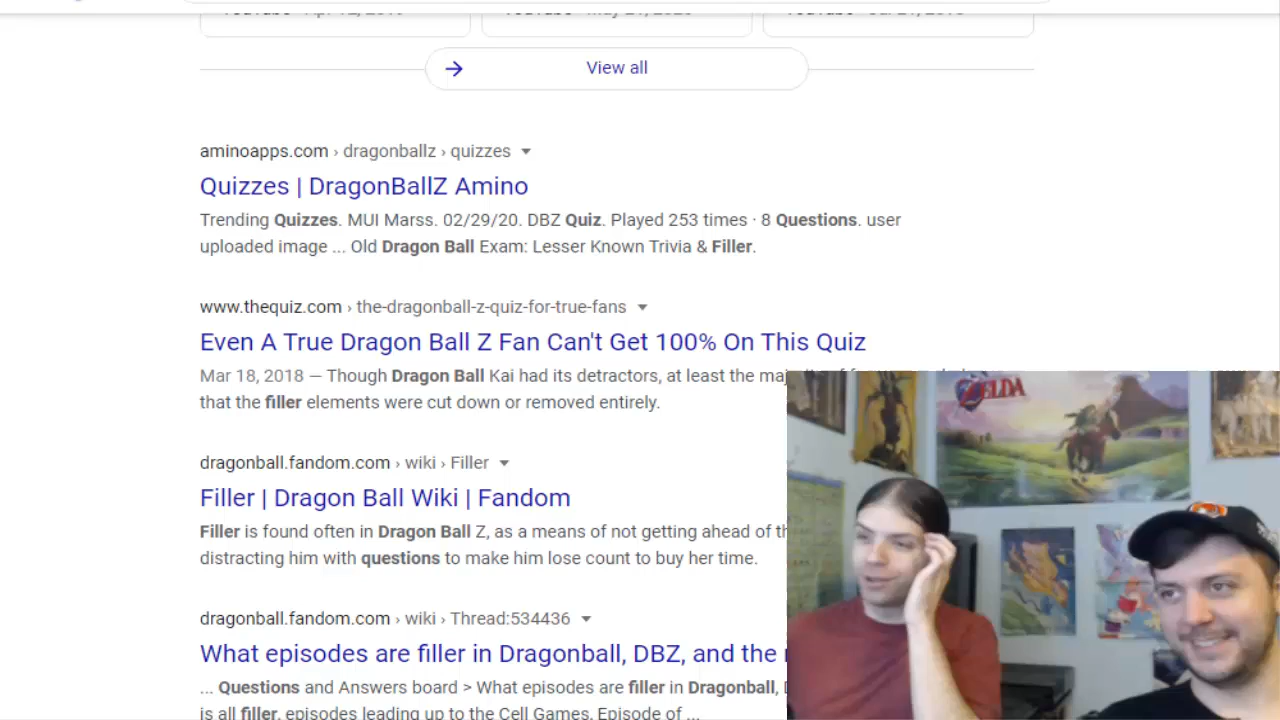 View all
aminoapps.com › dragonballz › quizzes
Quizzes | DragonBallZ Amino
Trending Quizzes. MUI Marss. 02/29/20. DBZ Quiz. Played 253 times · 8 Questions. user
uploaded image ... Old Dragon Ball Exam: Lesser Known Trivia & Filler.
www.thequiz.com › the-dragonball-z-quiz-for-true-fans
Even A True Dragon Ball Z Fan Can't Get 100% On This Quiz
Mar 18, 2018 — Though Dragon Ball Kai had its detractors, at least the
that the filler elements were cut down or removed entirely.
ZELDA
dragonball.fandom.com › wiki › Filler
Filler | Dragon Ball Wiki | Fandom
Filler is found often in Dragon Ball Z, as a means of not getting ahead of
distracting him with questions to make him lose count to buy her time.
dragonball.fandom.com › wiki › Thread:534436
What episodes are filler in Dragonball, DBZ, and the
... Questions and Answers board > What episodes are filler in Dragonball,
is all filler, episodes leading up to the Cell Games. Episode of ...